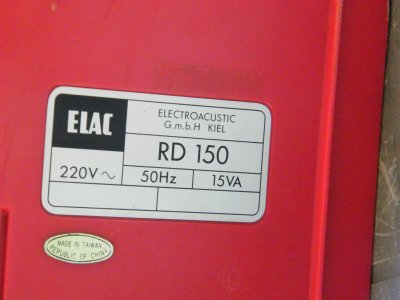 ELAC
ELECTROACUSTIC
G.m.b.H KIEL
RD 150
220V ~
50Hz
15VA
MADE IN TAIWAN
REPUBLIC OF CHINA